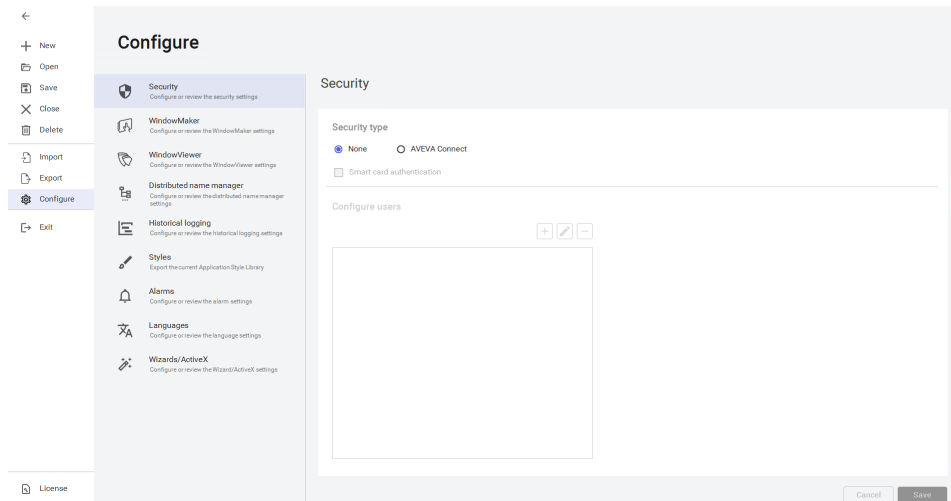 New
Open
Save
Close
Delete
Import
Export
Configure
Exit
License
Configure
Security
Configure or review the security settings
WindowMaker
Configure or review the WindowMaker settings
WindowViewer
Configure or review the WindowViewer settings
Distributed name manager
Configure or review the distributed name manager
settings
Historical logging
Configure or review the historical logging settings
Styles
Export the current Application Style Library
Alarms
Configure or review the alarm settings
Languages
Configure or review the language settings
Wizards/ActiveX
Configure or review the Wizard/ActiveX settings
Security
Security type
None AVEVA Connect
Smart card authentication
Configure users
Cancel Save